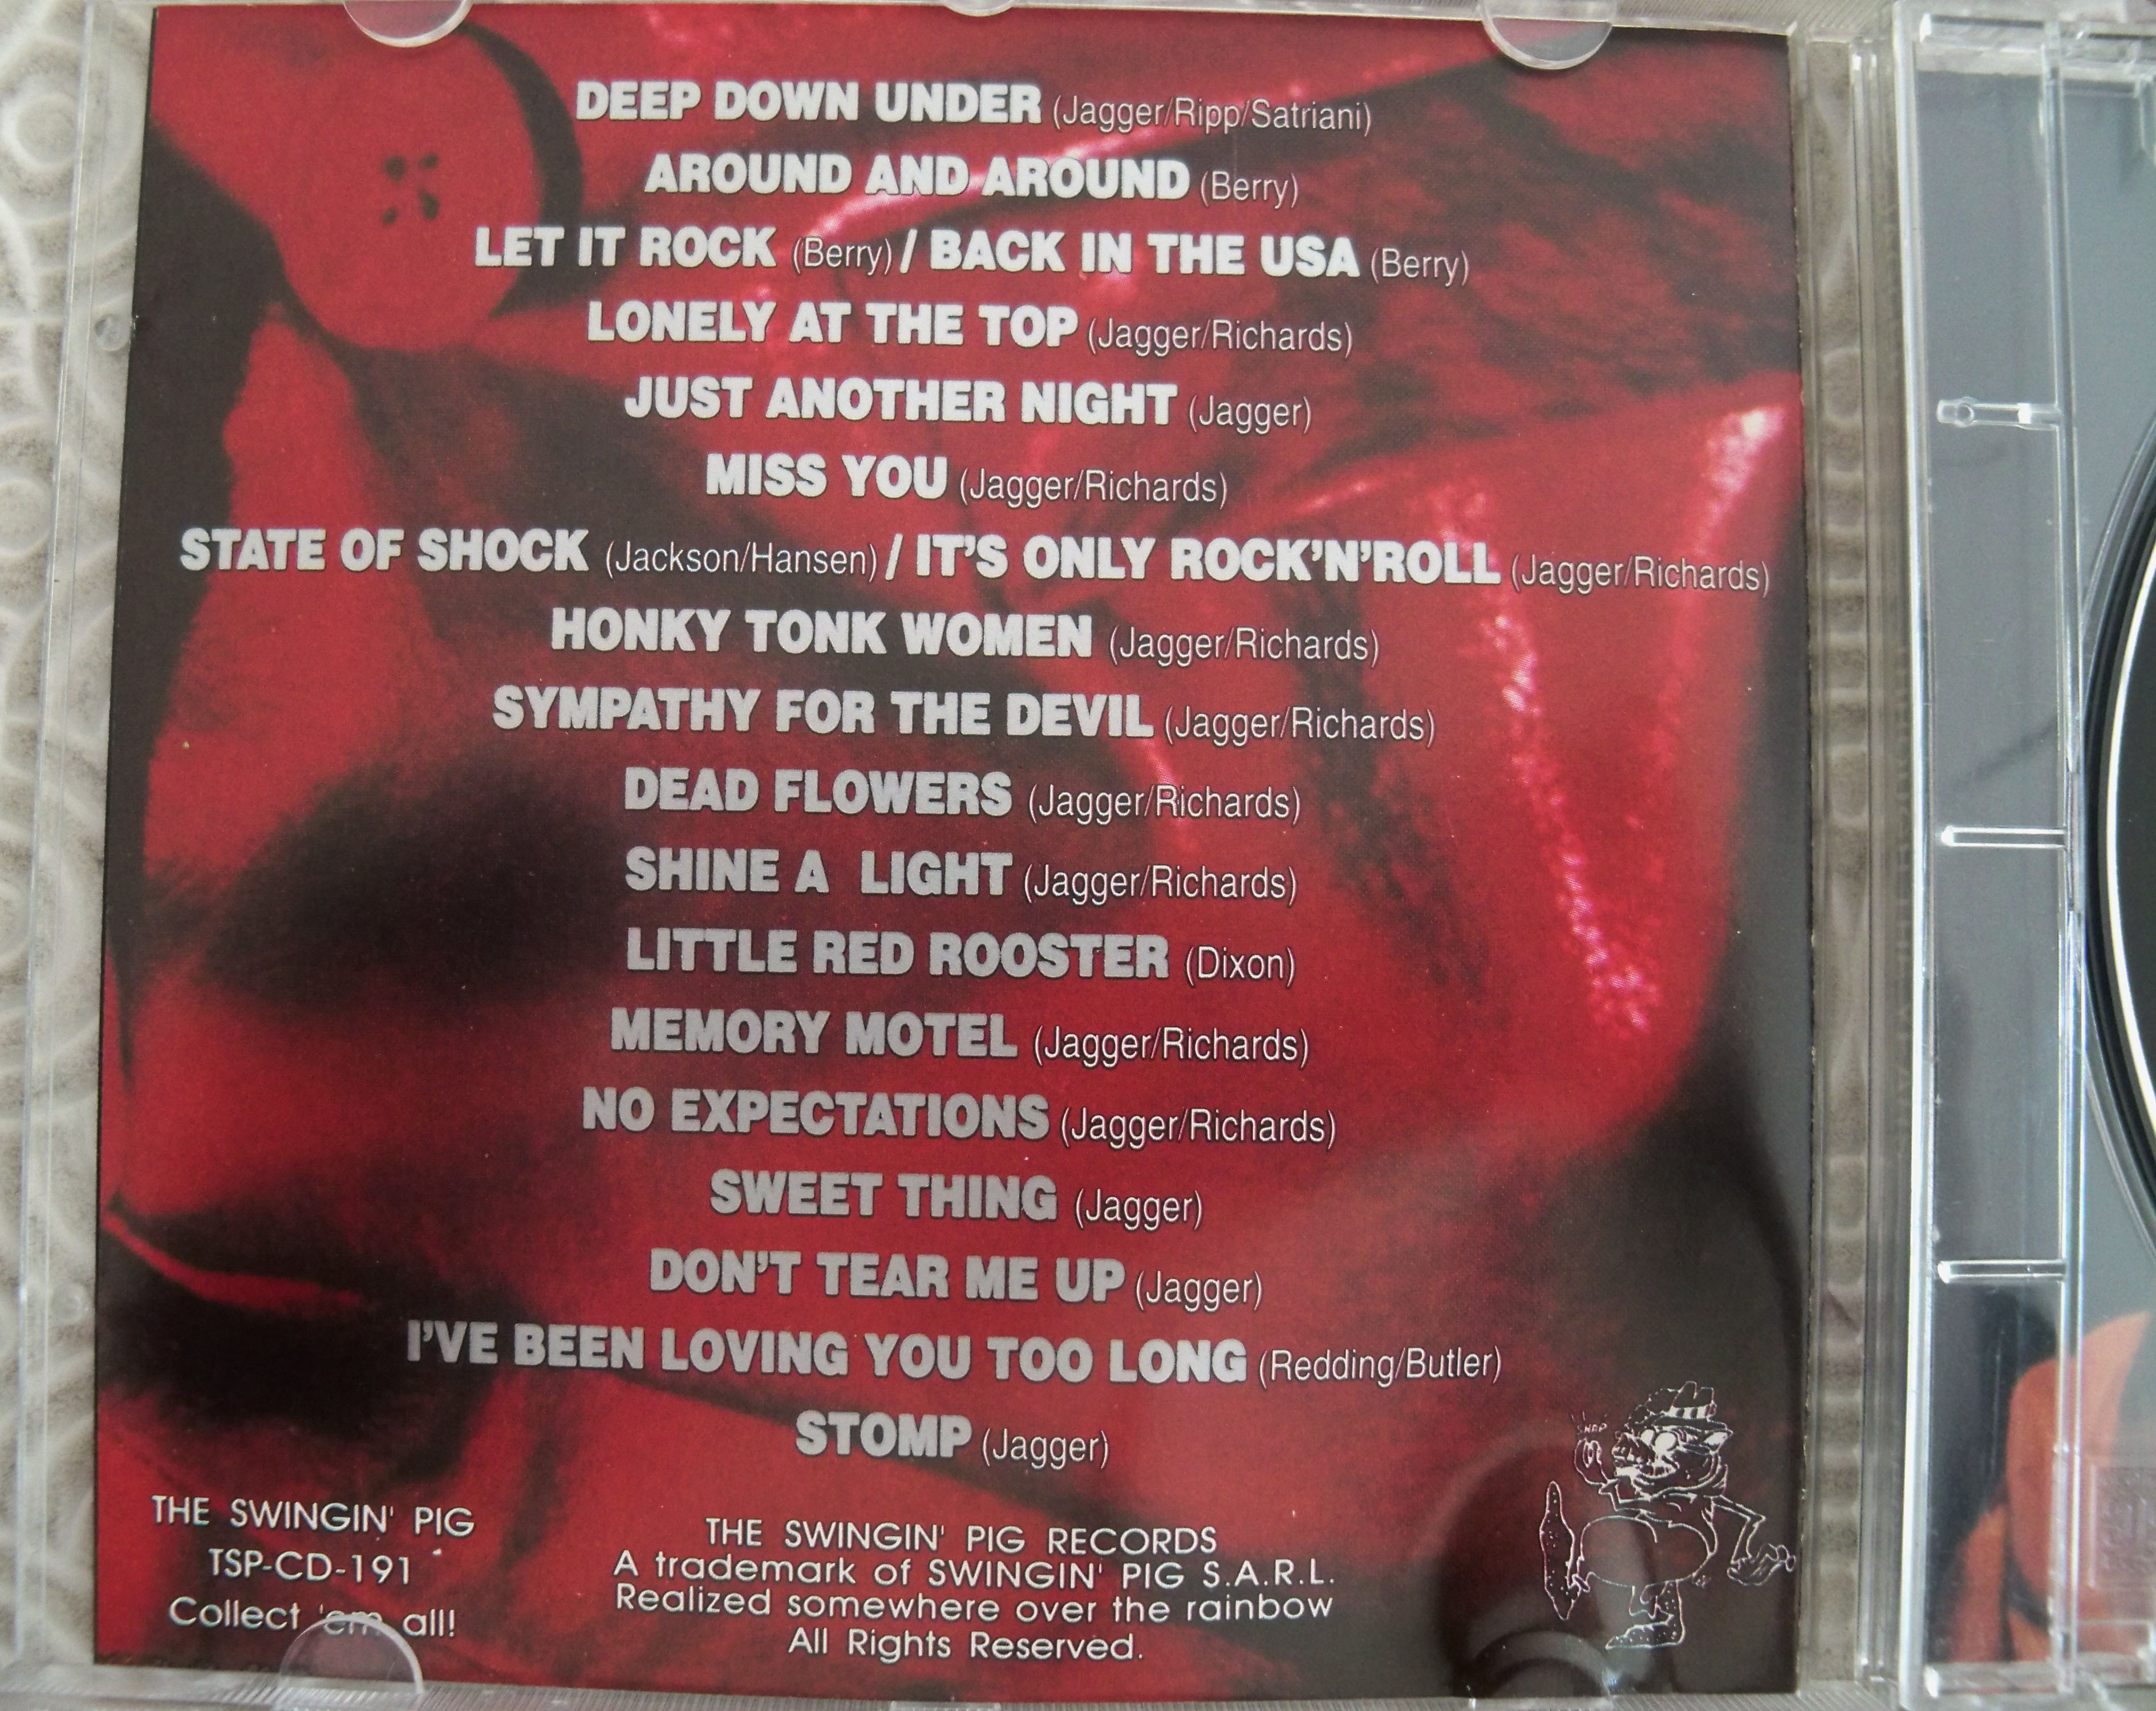 DEEP DOWN UNDER (Jagger/Ripp/Satriani)
AROUND AND AROUND (Berry)
LET IT ROCK (Berry) / BACK IN THE USA (Berry)
LONELY AT THE TOP (Jagger/Richards)
JUST ANOTHER NIGHT (Jagger)
MISS YOU (Jagger/Richards)
STATE OF SHOCK (Jackson/Hansen) / IT'S ONLY ROCK'N'ROLL (Jagger/Richards)
HONKY TONK WOMEN (Jagger/Richards)
SYMPATHY FOR THE DEVIL (Jagger/Richards)
DEAD FLOWERS (Jagger/Richards)
SHINE A LIGHT (Jagger/Richards)
LITTLE RED ROOSTER (Dixon)
MEMORY MOTEL (Jagger/Richards)
NO EXPECTATIONS (Jagger/Richards)
SWEET THING (Jagger)
DON'T TEAR ME UP (Jagger)
I'VE BEEN LOVING YOU TOO LONG (Redding/Butler)
STOMP (Jagger)
THE SWINGIN' PIG
TSP-CD-191
Collect 'em all!
THE SWINGIN' PIG RECORDS
A trademark of SWINGIN' PIG S.A.R.L.
Realized somewhere over the rainbow
All Rights Reserved.
SNAP